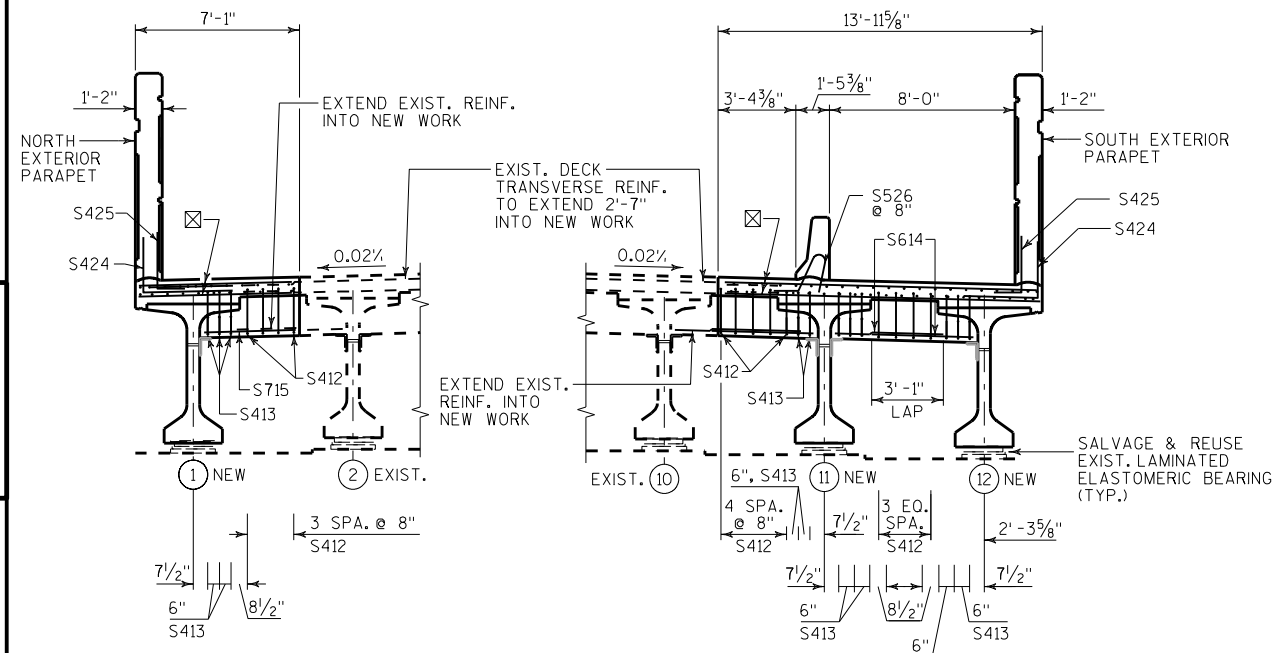 7'-1"
13'-11⅝"
1'-2"
EXTEND EXIST. REINF.
INTO NEW WORK
3'-4⅜"
1'-5⅜"
8'-0"
1'-2"
NORTH
EXTERIOR
PARAPET
EXIST. DECK
TRANSVERSE REINF.
TO EXTEND 2'-7"
INTO NEW WORK
SOUTH EXTERIOR
PARAPET
S425
S526
@ 8"
S425
S614
S424
S424
0.02'/'
0.02'/'
S412
S715
S413
EXTEND EXIST.
REINF. INTO
NEW WORK
S412
S413
3'-1"
LAP
SALVAGE & REUSE
EXIST. LAMINATED
ELASTOMERIC BEARING
(TYP.)
1 NEW
2 EXIST.
EXIST. 10
11 NEW
12 NEW
6", S413
3 SPA. @ 8"
S412
4 SPA.
@ 8"
S412
7½"
3 EQ.
SPA.
S412
2'-3⅝"
7½"
6"
S413
8½"
7½"
6"
S413
8½"
6"
6"
S413
7½"